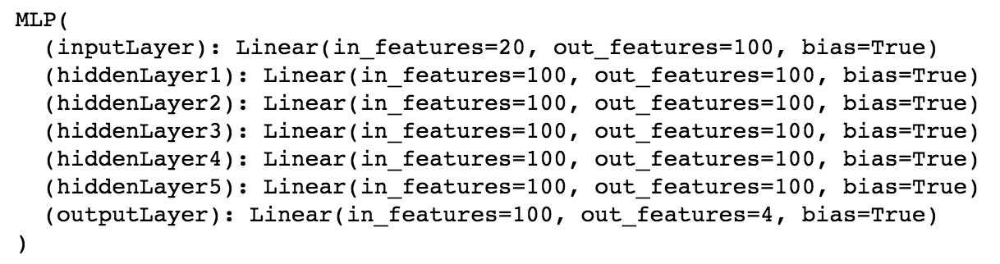 MLP(
  (inputLayer): Linear(in_features=20, out_features=100, bias=True)
  (hiddenLayer1): Linear(in_features=100, out_features=100, bias=True)
  (hiddenLayer2): Linear(in_features=100, out_features=100, bias=True)
  (hiddenLayer3): Linear(in_features=100, out_features=100, bias=True)
  (hiddenLayer4): Linear(in_features=100, out_features=100, bias=True)
  (hiddenLayer5): Linear(in_features=100, out_features=100, bias=True)
  (outputLayer): Linear(in_features=100, out_features=4, bias=True)
)